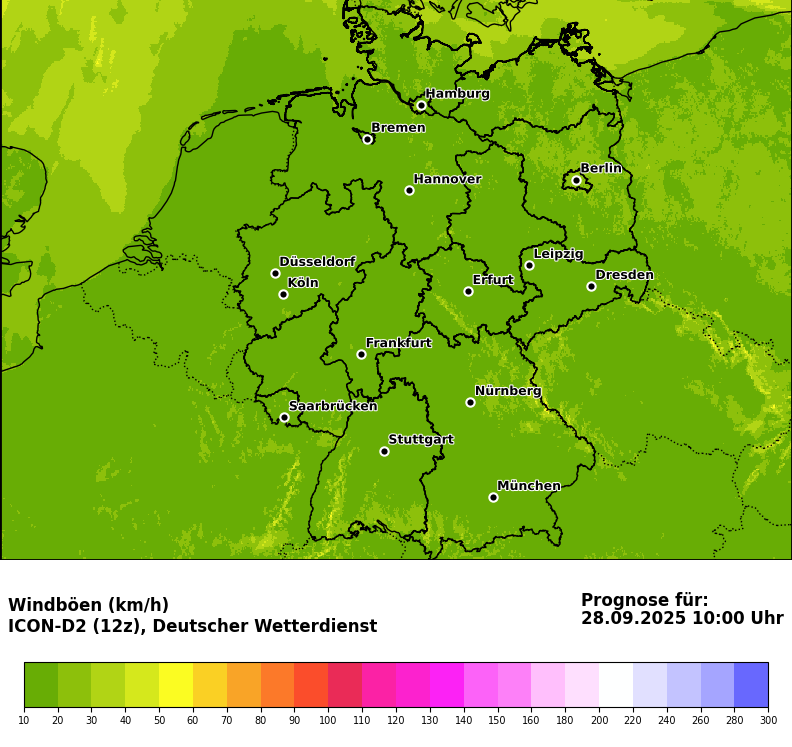 Hamburg
Bremen
Berlin
Hannover
Leipzig
Düsseldorf
Dresden
Köln
Erfurt
Frankfurt
Nürnberg
Saarbrücken
Stuttgart
München
Windböen (km/h)
ICON-D2 (12z), Deutscher Wetterdienst
Prognose für:
28.09.2025 10:00 Uhr
10 20 30 40 50 60 70 80 90 100 110 120 130 140 150 160 180 200 220 240 260 280 300